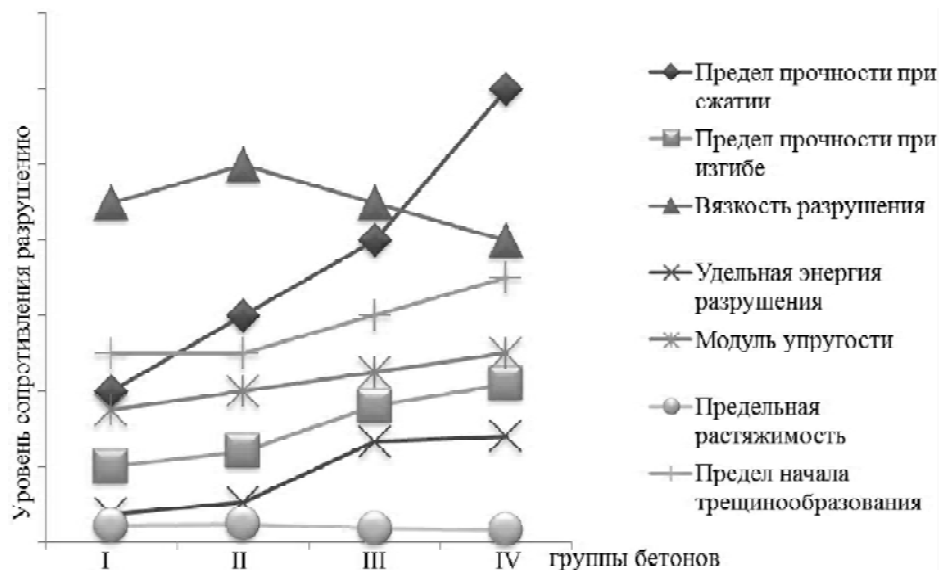 Уровень сопротивления разрушению
Предел прочности при
сжатии
Предел прочности при
изгибе
Вязкость разрушения
Удельная энергия
разрушения
Модуль упругости
Предельная
растяжимость
Предел начала
трещинообразования
I II III IV группы бетонов